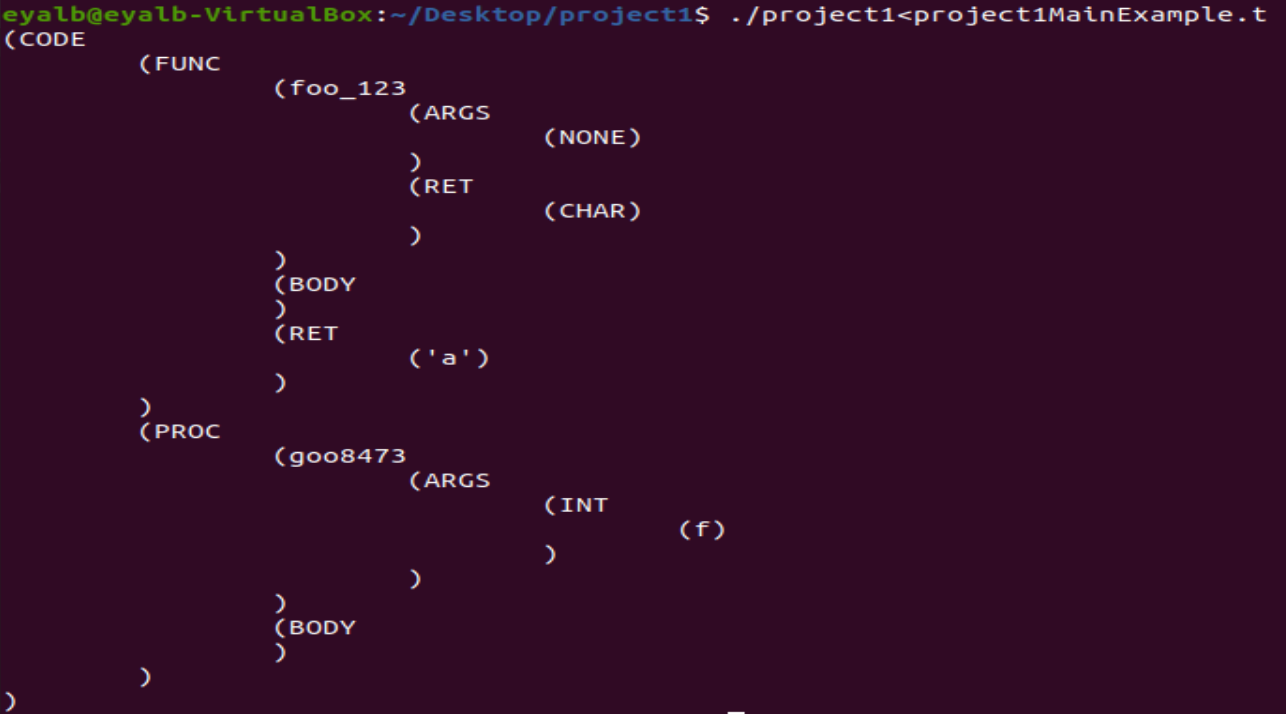 eyalb@eyalb-VirtualBox:~/Desktop/project1$ ./project1<project1MainExample.t
(CODE
(FUNC
(foo_123
(ARGS
(NONE)
)
(RET
(CHAR)
)
)
(BODY
)
(RET
('a')
)
)
(PROC
(goo8473
(ARGS
(INT
(f)
)
)
)
(BODY
)
)
)